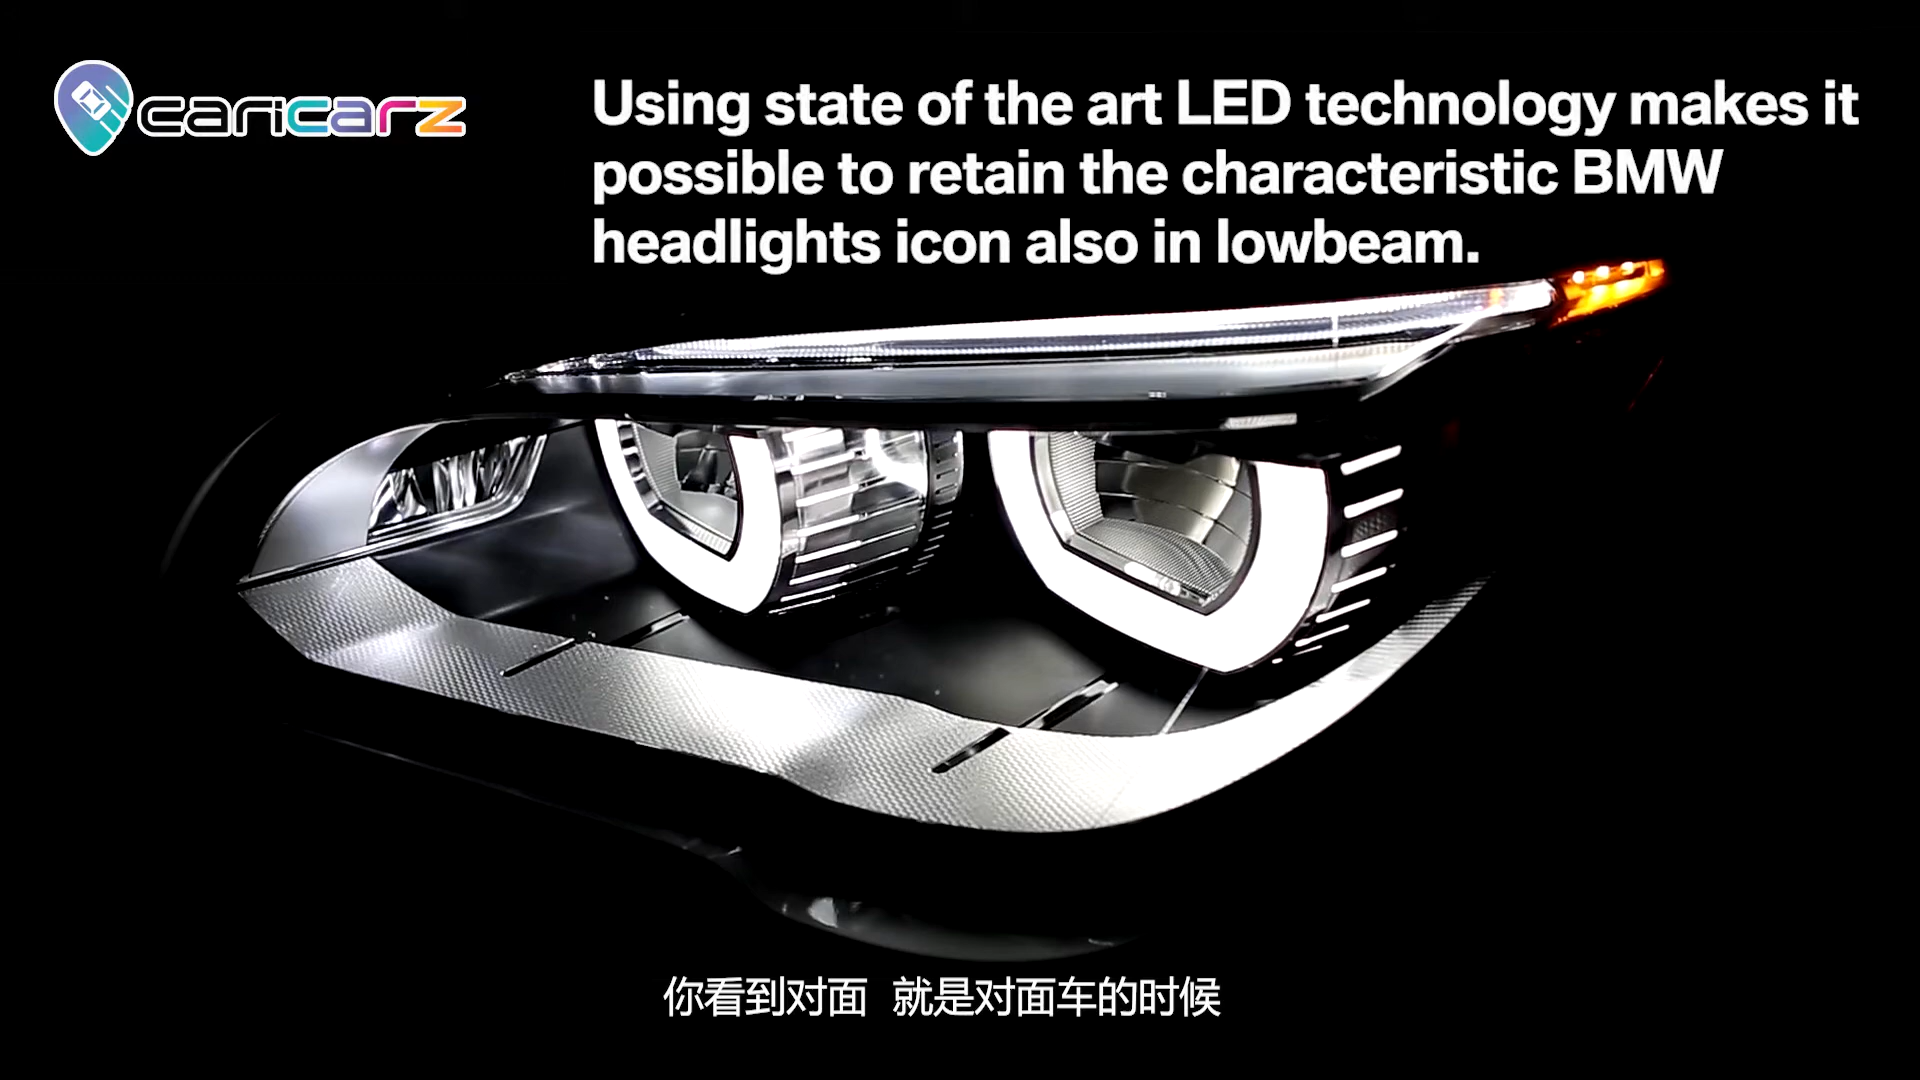 caricarz
Using state of the art LED technology makes it
possible to retain the characteristic BMW
headlights icon also in lowbeam.
你看到对面 就是对面车的时候